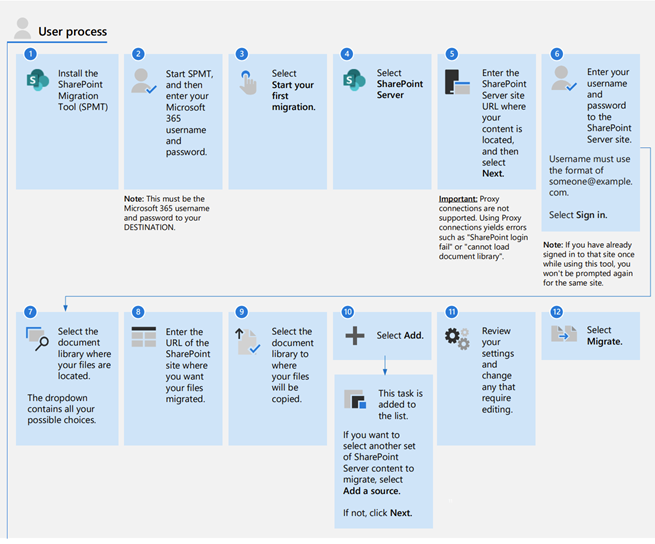 User process
1
Install the
SharePoint
Migration
Tool (SPMT)
2
Start SPMT,
and then
enter your
Microsoft
365
username
and
password.
Note: This must be the
Microsoft 365 username
and password to your
DESTINATION.
3
Select
Start your
first
migration.
4
Select
SharePoint
Server
5
Enter the
SharePoint
Server site
URL where
your
content is
located,
and then
select
Next.
Important: Proxy
connections are not
supported. Using Proxy
connections yields errors
such as "SharePoint login
fail" or "cannot load
document library".
6
Enter your
username
and
password
to the
SharePoint
Server site.
Username must use
the format of
someone@example.
com.
Select Sign in.
Note: If you have already
signed in to that site once
while using this tool, you
won't be prompted again
for the same site.
7
Select the
document
library where
your files are
located.
The dropdown
contains all your
possible choices.
8
Enter the
URL of the
SharePoint
site where
you want
your files
migrated.
9
Select the
document
library to
where your
files will
be copied.
10
Select Add.
This task is
added to
the list.
If you want to
select another set
of SharePoint
Server content to
migrate, select
Add a source.
If not, click Next.
11
Review
your
settings
and
change
any that
require
editing.
12
Select
Migrate.